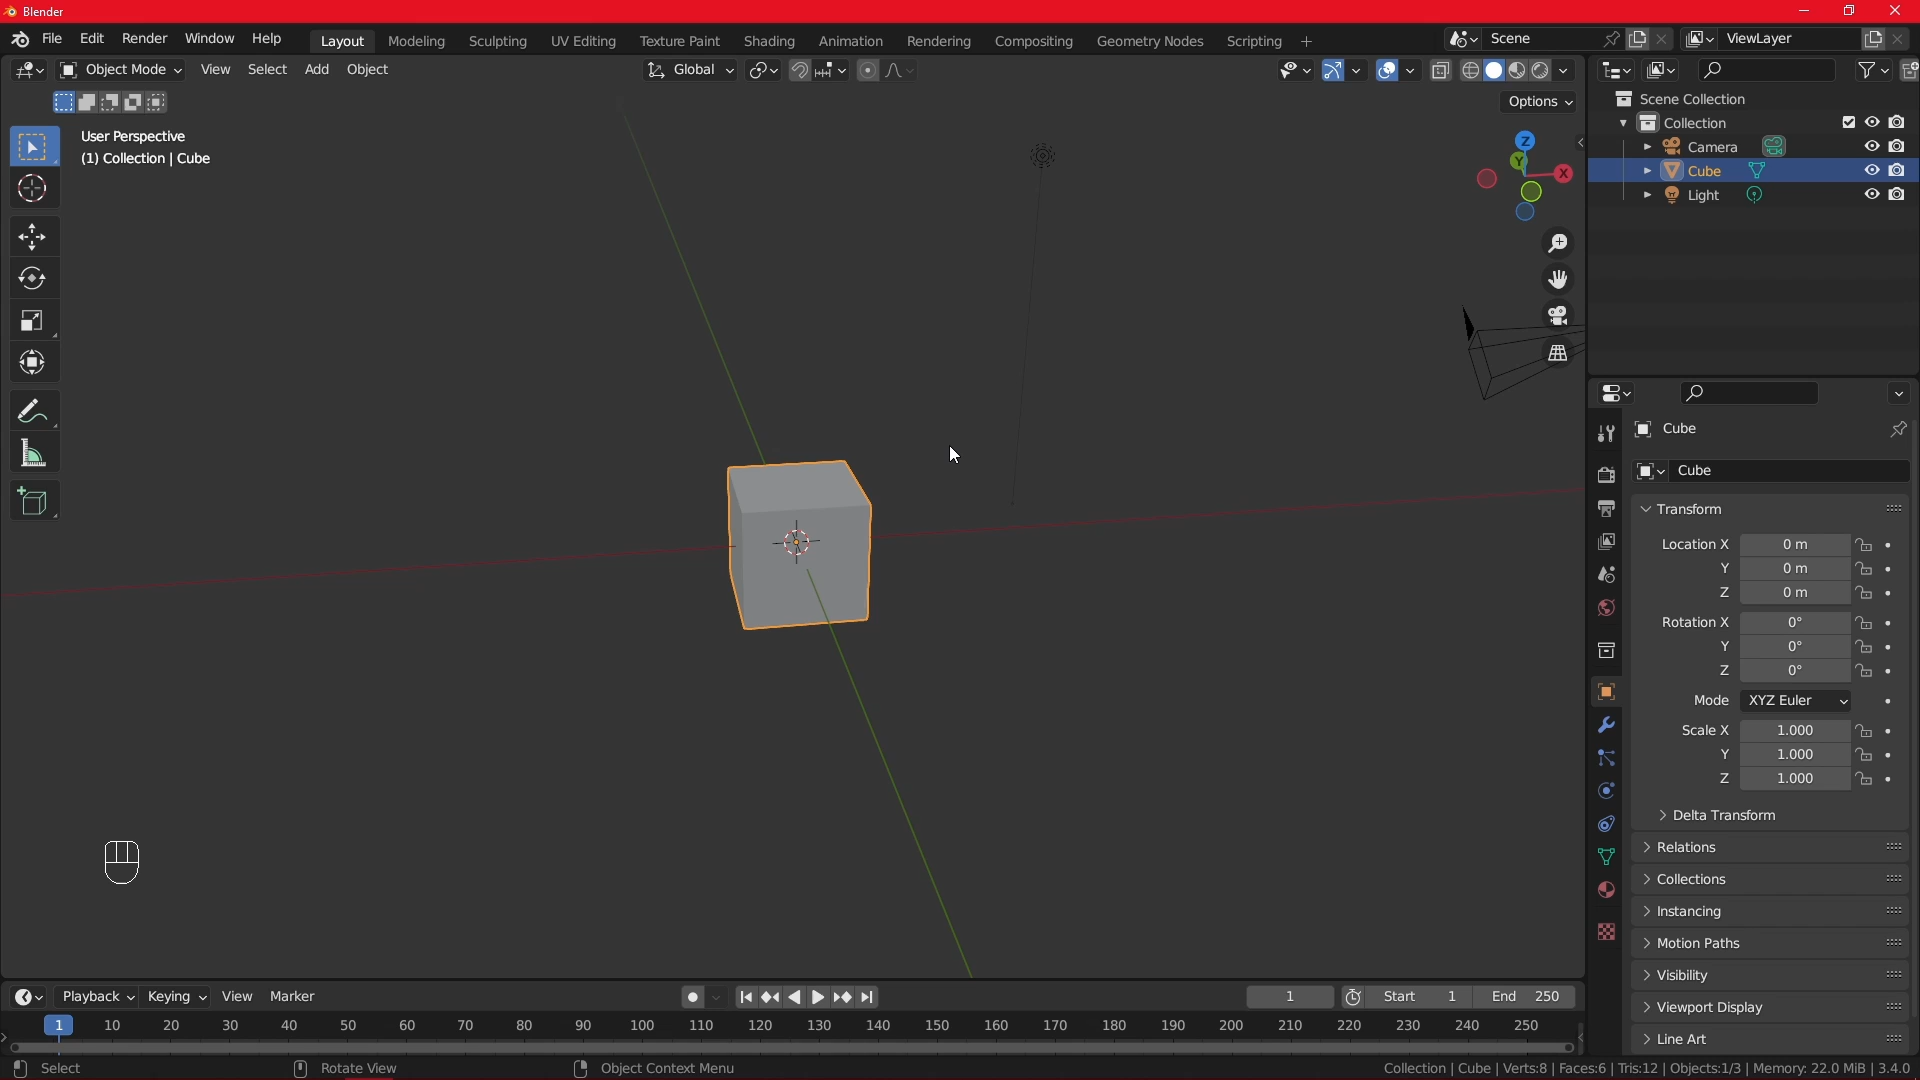 Blender
File Edit Render Window Help Layout Modeling Sculpting UV Editing Texture Paint Shading Animation Rendering Compositing Geometry Nodes Scripting + Scene ViewLayer
Object Mode View Select Add Object Global
Options
User Perspective
(1) Collection | Cube
Z
Y
X
Scene Collection
Collection
Camera
Cube
Light
Cube
Cube
Transform
Location X 0 m
Y 0 m
Z 0 m
Rotation X 0°
Y 0°
Z 0°
Mode XYZ Euler
Scale X 1.000
Y 1.000
Z 1.000
Delta Transform
Relations
Collections
Instancing
Motion Paths
Visibility
Viewport Display
Line Art
Playback Keying View Marker 1 Start 1 End 250
1 10 20 30 40 50 60 70 80 90 100 110 120 130 140 150 160 170 180 190 200 210 220 230 240 250
Select Rotate View Object Context Menu Collection | Cube | Verts:8 | Faces:6 | Tris:12 | Objects:1/3 | Memory: 22.0 MiB | 3.4.0